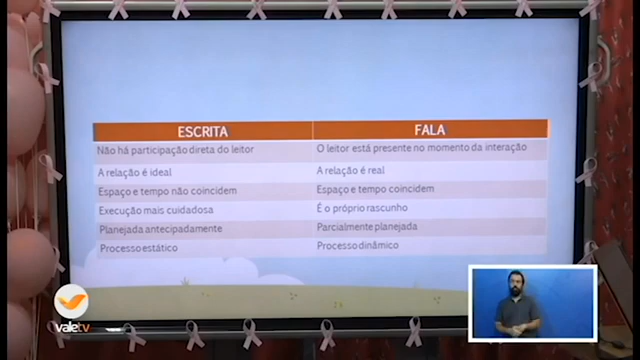 ESCRITA FALA
Não há participação direta do leitor O leitor está presente no momento da interação
A relação é ideal A relação é real
Espaço e tempo não coincidem Espaço e tempo coincidem
Execução mais cuidadosa É o próprio rascunho
Planejada antecipadamente Parcialmente planejada
Processo estático Processo dinâmico
valetv